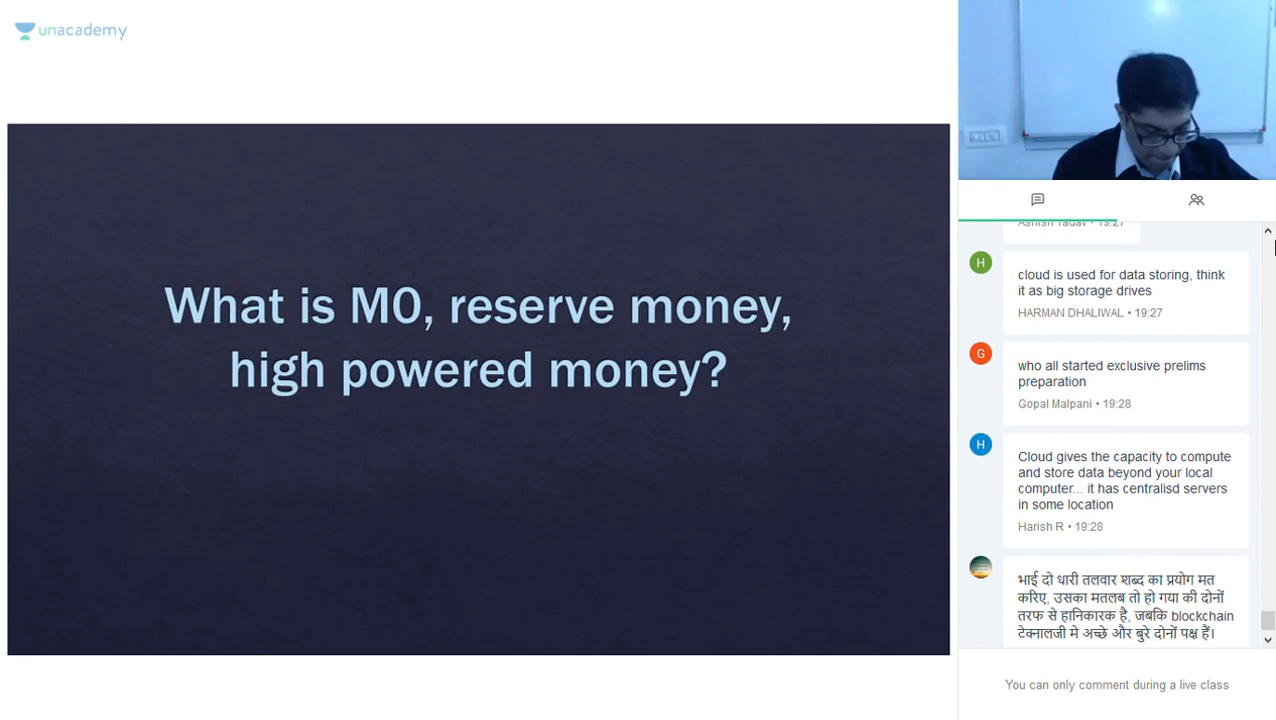 unacademy
What is M0, reserve money,
high powered money?
Ashish Yadav • 19:27
H
cloud is used for data storing, think
it as big storage drives
HARMAN DHALIWAL • 19:27
G
who all started exclusive prelims
preparation
Gopal Malpani • 19:28
H
Cloud gives the capacity to compute
and store data beyond your local
computer... it has centralisd servers
in some location
Harish R • 19:28
भाई दो धारी तलवार शब्द का प्रयोग मत
करिए, उसका मतलब तो हो गया की दोनों
तरफ से हानिकारक है, जबकि blockchain
टेक्नालजी मे अच्छे और बुरे दोनों पक्ष हैं।
You can only comment during a live class